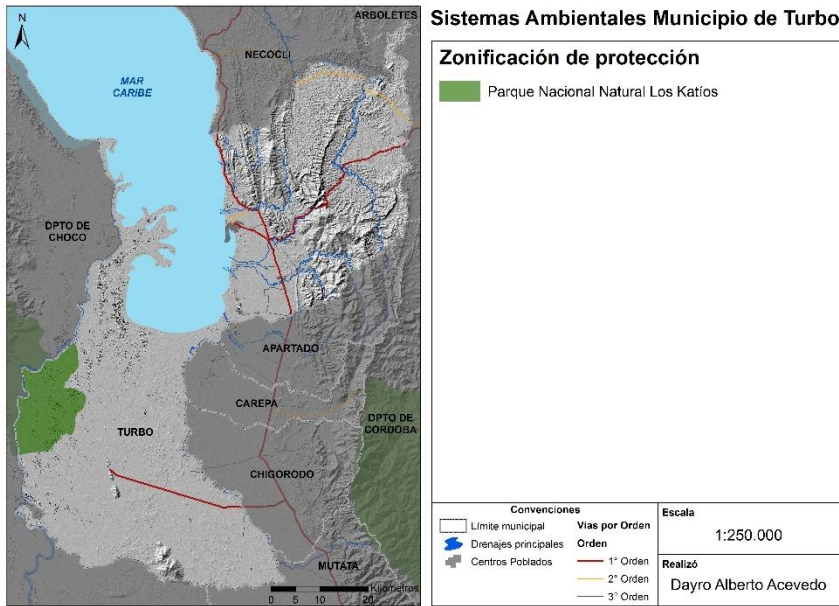 Sistemas Ambientales Municipio de Turbo
Zonificación de protección
Parque Nacional Natural Los Katíos
N
ARBOLETES
NECOCLI
MAR
CARIBE
DPTO DE
CHOCO
APARTADO
CAREPA
DPTO DE
CORDOBA
TURBO
CHIGORODO
MUTATA
Kilómetros
0 5 10 20
Convenciones
Límite municipal
Drenajes principales
Centros Poblados
Vias por Orden
Orden
1° Orden
2° Orden
3° Orden
Escala
1:250.000
Realizó
Dayro Alberto Acevedo